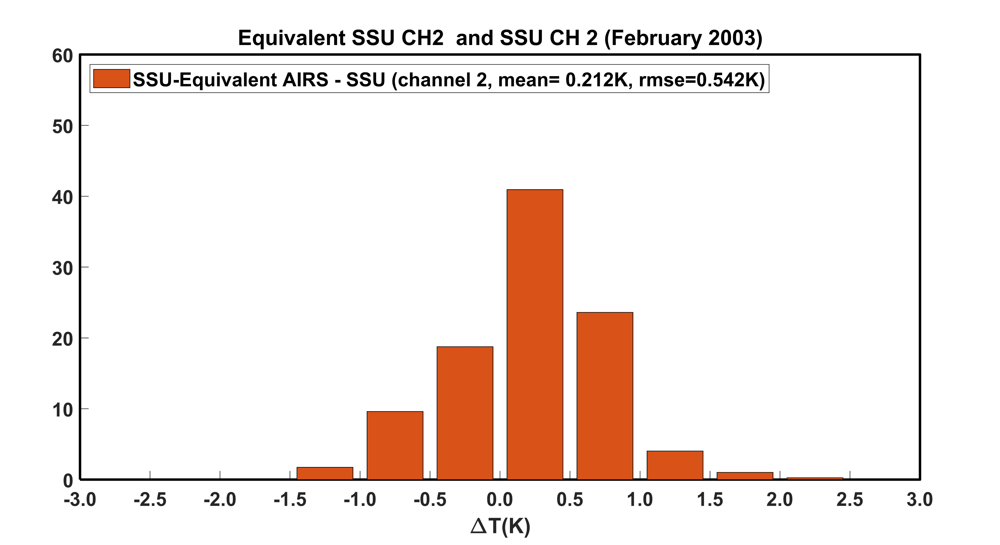 Equivalent SSU CH2  and SSU CH 2 (February 2003)
SSU-Equivalent AIRS - SSU (channel 2, mean= 0.212K, rmse=0.542K)
60
50
40
30
20
10
0
-3.0 -2.5 -2.0 -1.5 -1.0 -0.5 0.0 0.5 1.0 1.5 2.0 2.5 3.0
ΔT(K)